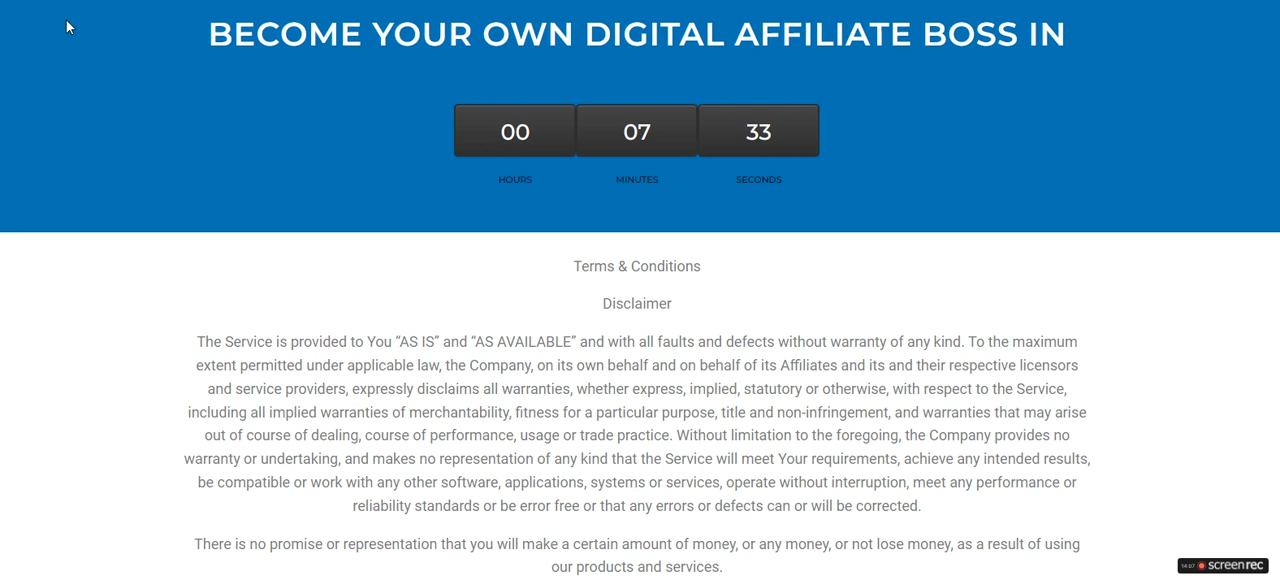 BECOME YOUR OWN DIGITAL AFFILIATE BOSS IN
00 07 33
HOURS MINUTES SECONDS
Terms & Conditions
Disclaimer
The Service is provided to You “AS IS” and “AS AVAILABLE” and with all faults and defects without warranty of any kind. To the maximum
extent permitted under applicable law, the Company, on its own behalf and on behalf of its Affiliates and its and their respective licensors
and service providers, expressly disclaims all warranties, whether express, implied, statutory or otherwise, with respect to the Service,
including all implied warranties of merchantability, fitness for a particular purpose, title and non-infringement, and warranties that may arise
out of course of dealing, course of performance, usage or trade practice. Without limitation to the foregoing, the Company provides no
warranty or undertaking, and makes no representation of any kind that the Service will meet Your requirements, achieve any intended results,
be compatible or work with any other software, applications, systems or services, operate without interruption, meet any performance or
reliability standards or be error free or that any errors or defects can or will be corrected.
There is no promise or representation that you will make a certain amount of money, or any money, or not lose money, as a result of using
our products and services.
14:07 screenrec